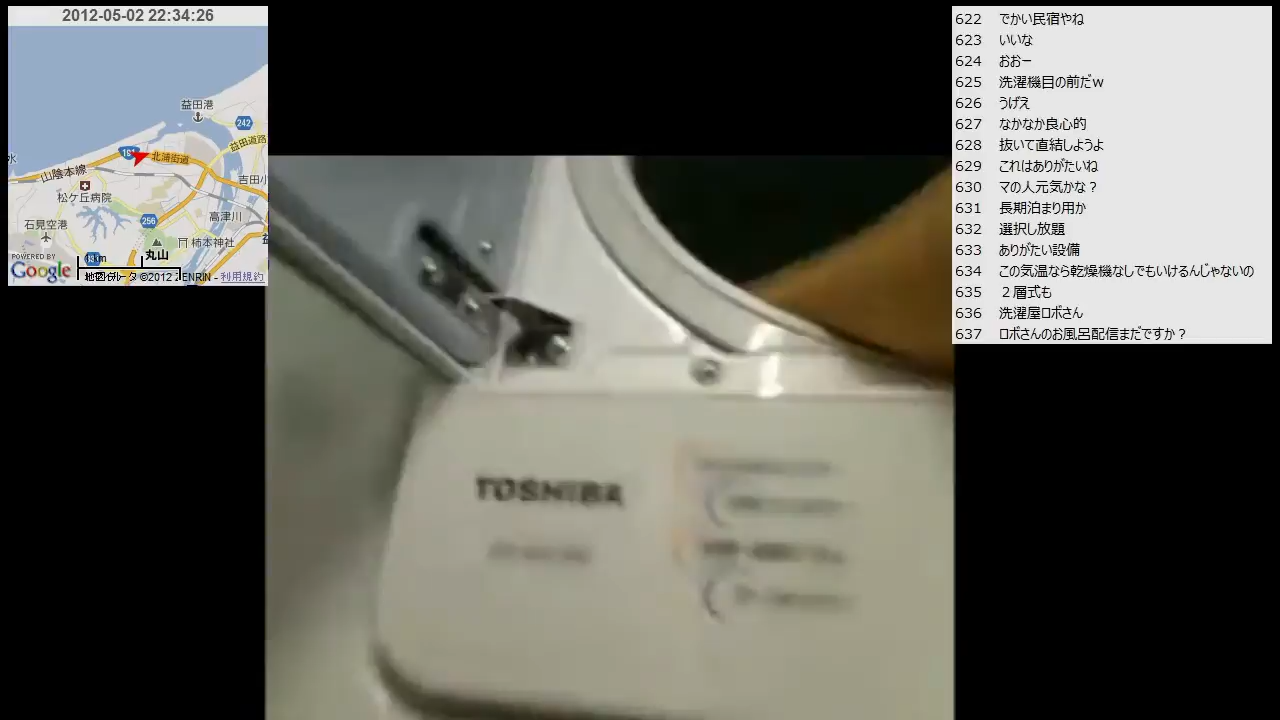 2012-05-02 22:34:26
益田港
242
益田道路
191
北浦街道
山陰本線
吉田小
松ケ丘病院
256
高津川
石見空港
柿本神社
丸山
POWERED BY
Google
地図データ ©2012 ZENRIN - 利用規約
622 でかい民宿やね
623 いいな
624 おおー
625 洗濯機目の前だｗ
626 うげえ
627 なかなか良心的
628 抜いて直結しようよ
629 これはありがたいね
630 マの人元気かな？
631 長期泊まり用か
632 選択し放題
633 ありがたい設備
634 この気温なら乾燥機なしでもいけるんじゃないの
635 ２層式も
636 洗濯屋ロボさん
637 ロボさんのお風呂配信まだですか？
TOSHIBA